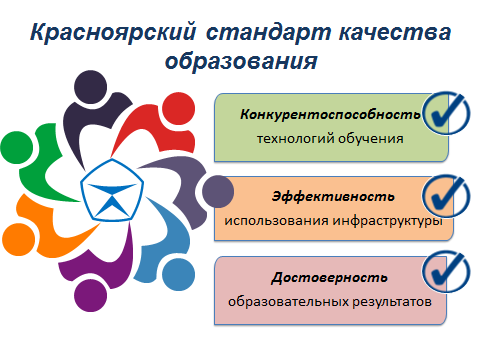 Красноярский стандарт качества
образования
Конкурентоспособность
технологий обучения
Эффективность
использования инфраструктуры
Достоверность
образовательных результатов